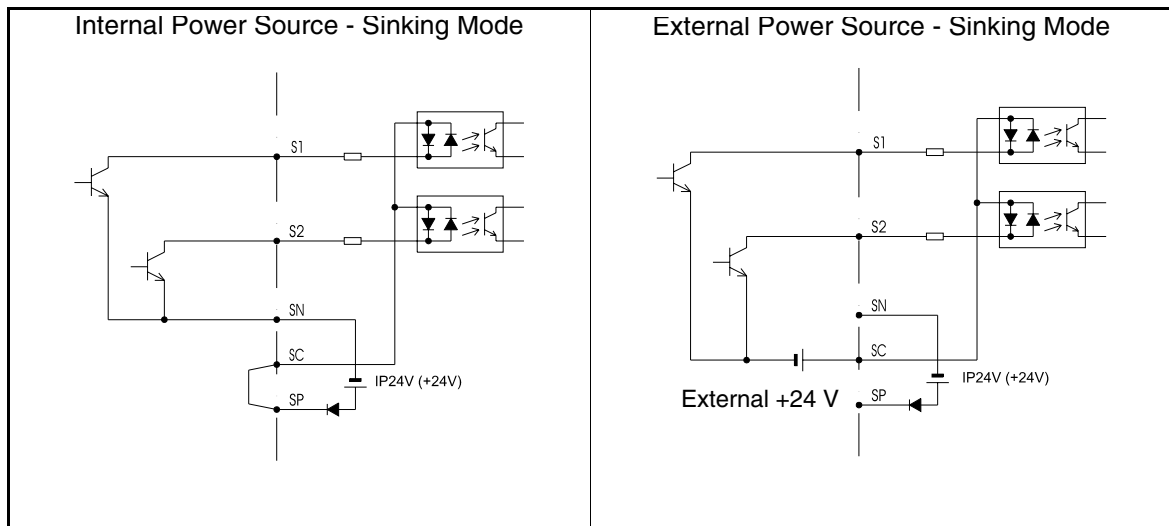 Internal Power Source - Sinking Mode
S1
S2
SN
SC
IP24V (+24V)
SP
External Power Source - Sinking Mode
S1
S2
SN
SC
IP24V (+24V)
External +24 V
SP